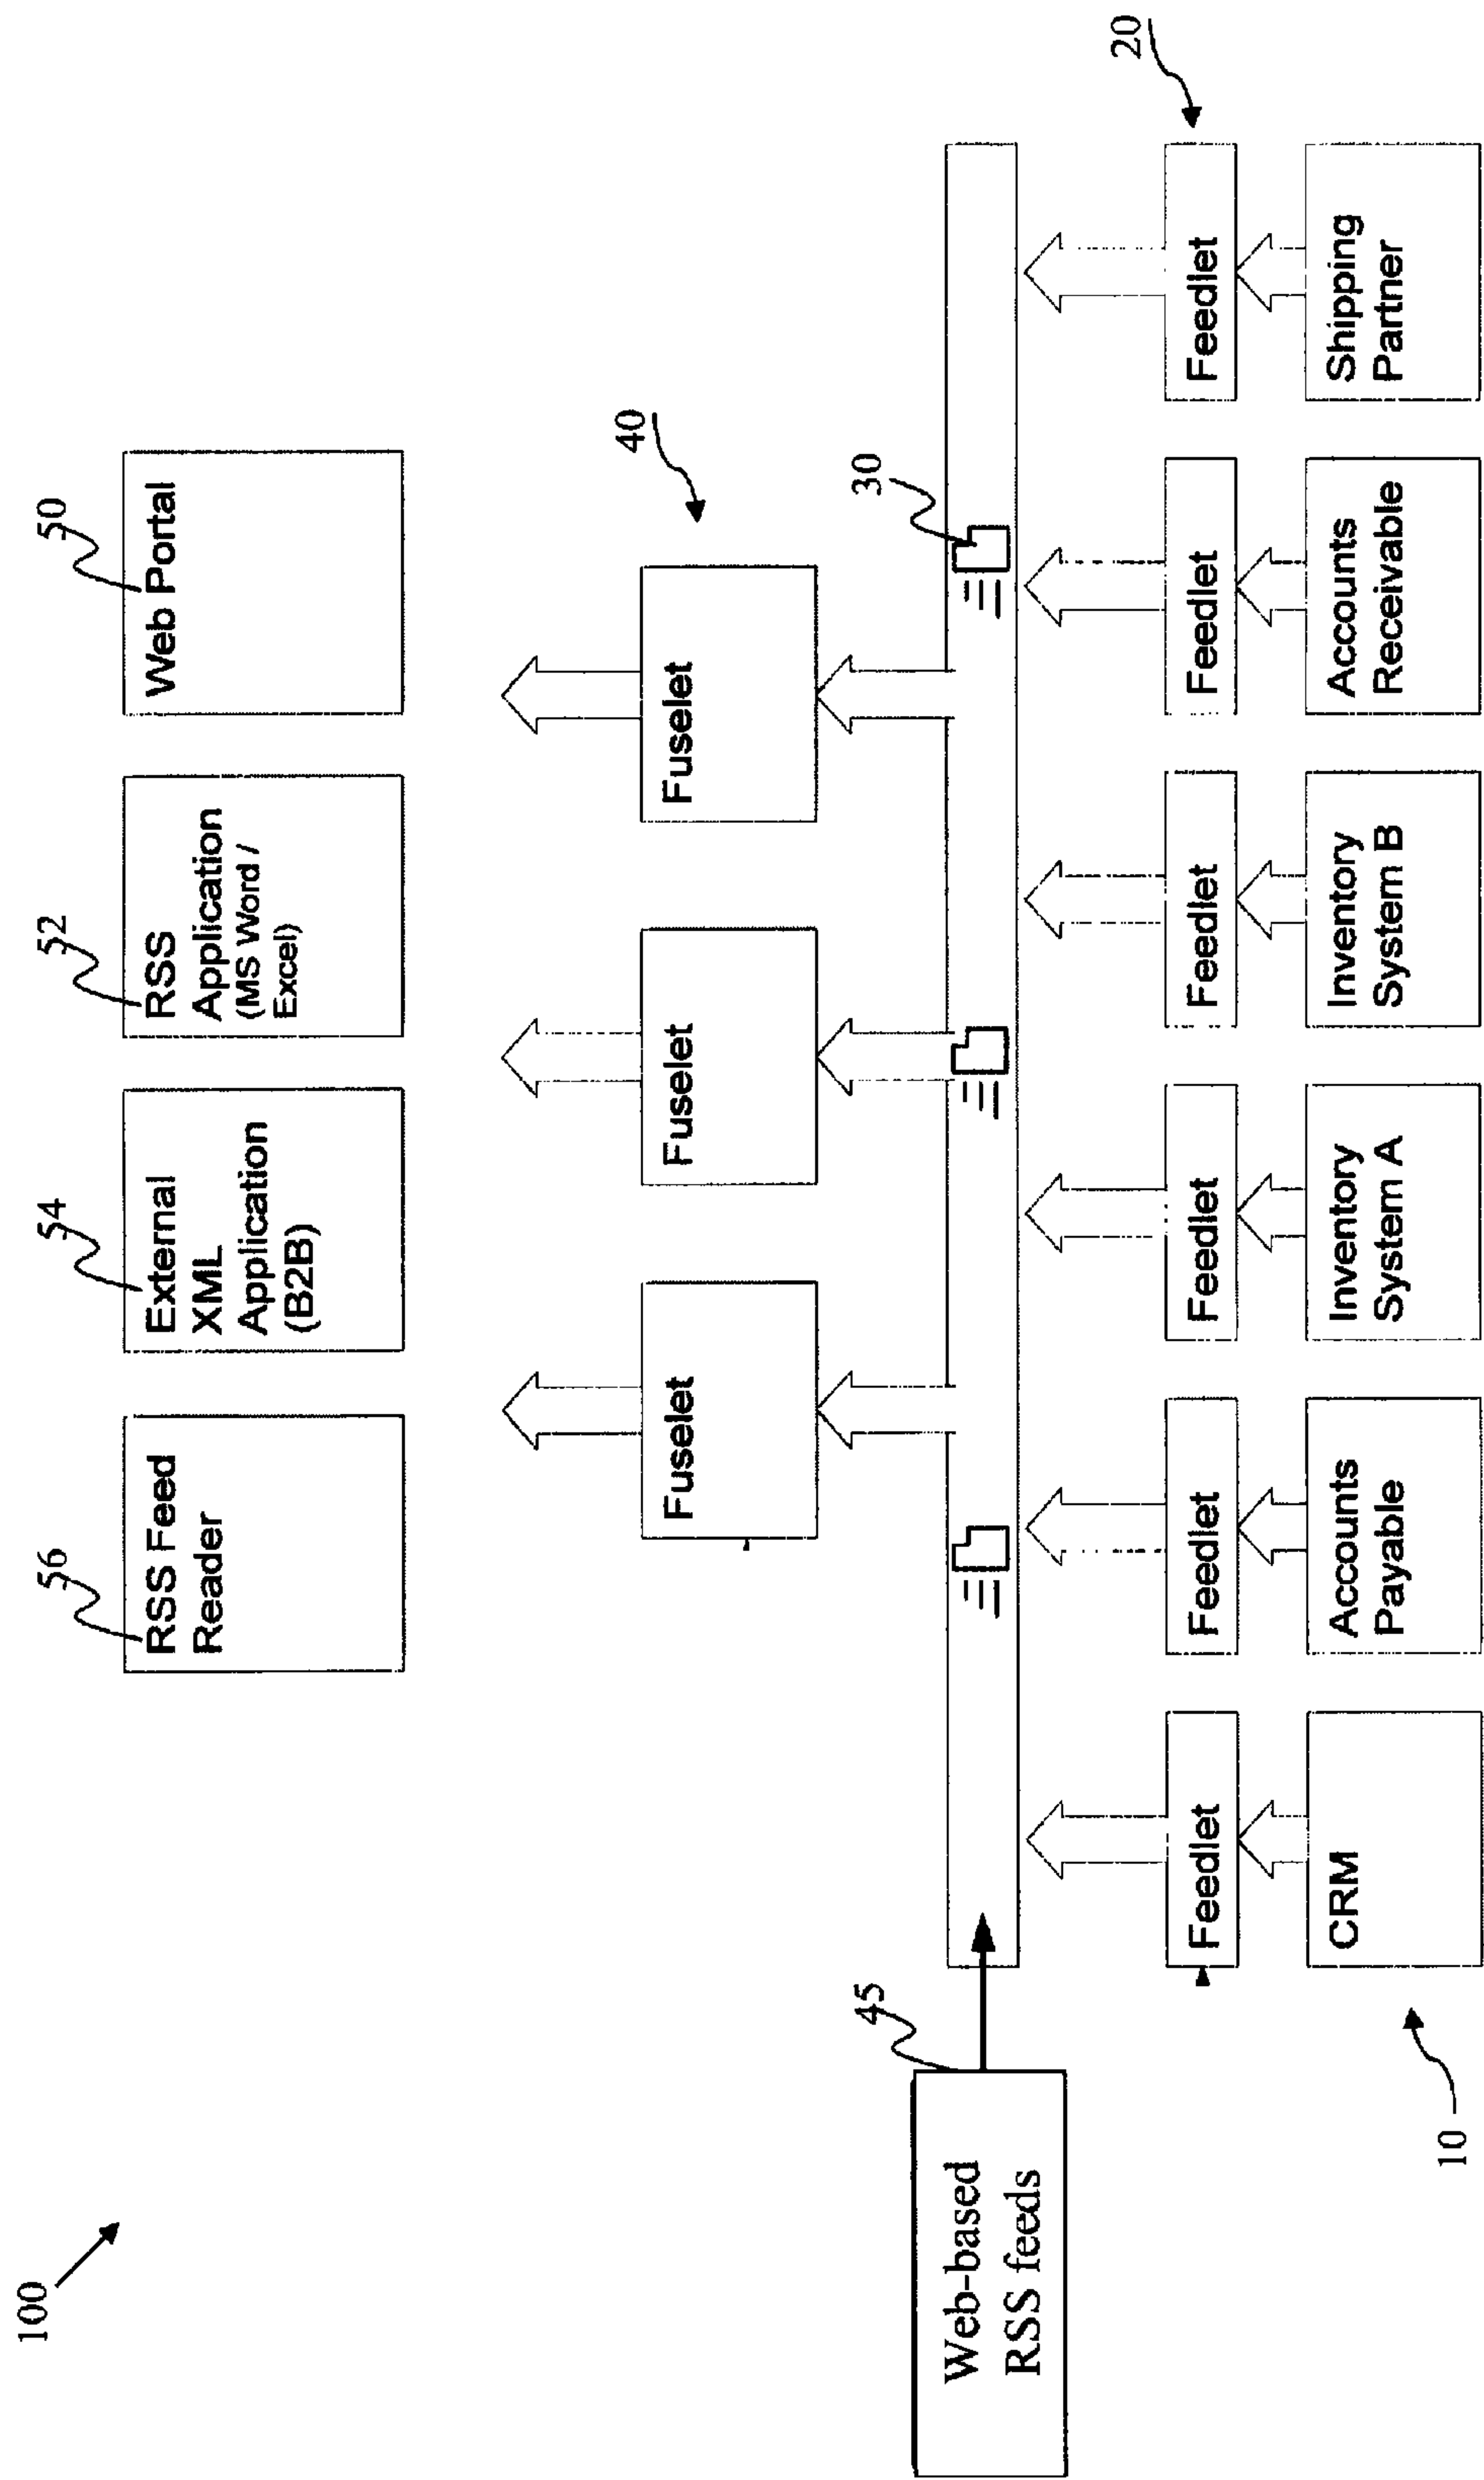 100
56
54
52
50
RSS Feed
Reader
External
XML
Application
(B2B)
RSS
Application
(MS Word /
Excel)
Web Portal
40
Fuselet
Fuselet
Fuselet
45
30
Web-based
RSS feeds
20
Feedlet
Feedlet
Feedlet
Feedlet
Feedlet
Feedlet
10
CRM
Accounts
Payable
Inventory
System A
Inventory
System B
Accounts
Receivable
Shipping
Partner